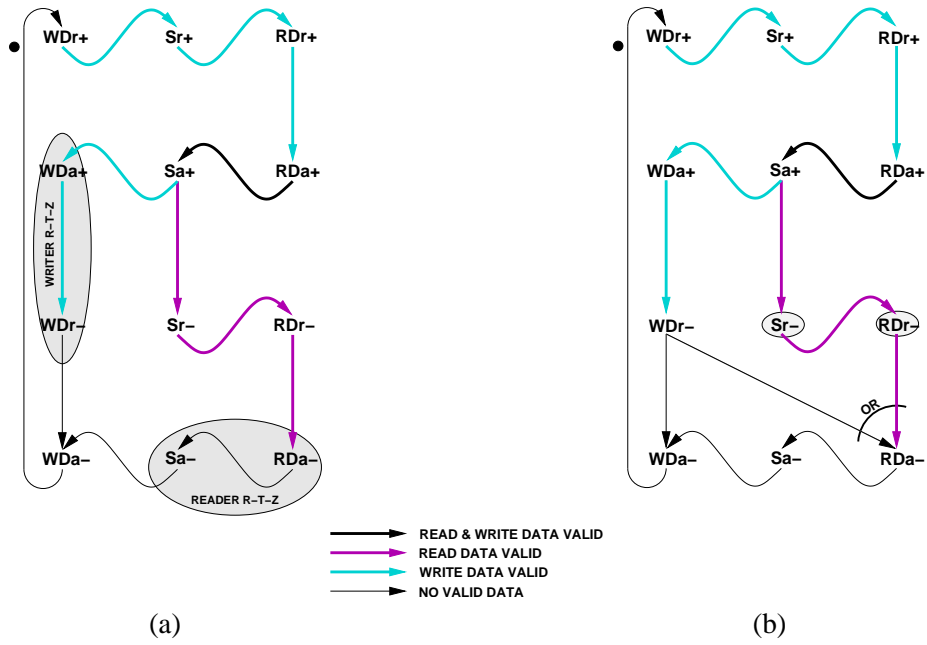 WDr+ Sr+ RDr+
WDa+ Sa+ RDa+
WRITER R−T−Z
WDr− Sr− RDr−
WDa− Sa− RDa−
READER R−T−Z
WDr+ Sr+ RDr+
WDa+ Sa+ RDa+
WDr− Sr− RDr−
OR
WDa− Sa− RDa−
READ & WRITE DATA VALID
READ DATA VALID
WRITE DATA VALID
NO VALID DATA
(a) (b)